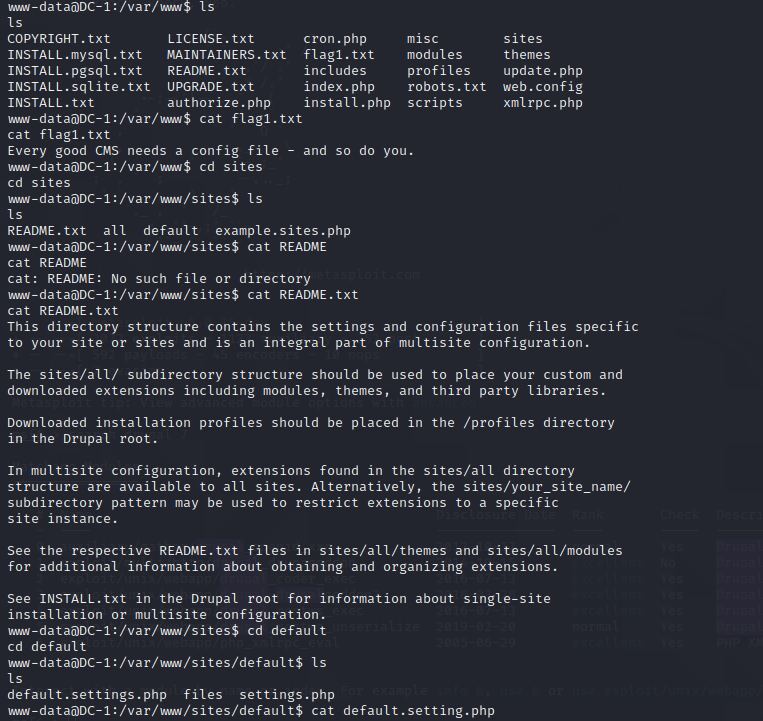 www-data@DC-1:/var/www$ ls
ls
COPYRIGHT.txt       LICENSE.txt      cron.php     misc        sites
INSTALL.mysql.txt   MAINTAINERS.txt  flag1.txt    modules     themes
INSTALL.pgsql.txt   README.txt       includes     profiles    update.php
INSTALL.sqlite.txt  UPGRADE.txt      index.php    robots.txt  web.config
INSTALL.txt         authorize.php    install.php  scripts     xmlrpc.php
www-data@DC-1:/var/www$ cat flag1.txt
cat flag1.txt
Every good CMS needs a config file - and so do you.
www-data@DC-1:/var/www$ cd sites
cd sites
www-data@DC-1:/var/www/sites$ ls
ls
README.txt  all  default  example.sites.php
www-data@DC-1:/var/www/sites$ cat README
cat README
cat: README: No such file or directory
www-data@DC-1:/var/www/sites$ cat README.txt
cat README.txt
This directory structure contains the settings and configuration files specific
to your site or sites and is an integral part of multisite configuration.

The sites/all/ subdirectory structure should be used to place your custom and
downloaded extensions including modules, themes, and third party libraries.

Downloaded installation profiles should be placed in the /profiles directory
in the Drupal root.

In multisite configuration, extensions found in the sites/all directory
structure are available to all sites. Alternatively, the sites/your_site_name/
subdirectory pattern may be used to restrict extensions to a specific
site instance.

See the respective README.txt files in sites/all/themes and sites/all/modules
for additional information about obtaining and organizing extensions.

See INSTALL.txt in the Drupal root for information about single-site
installation or multisite configuration.
www-data@DC-1:/var/www/sites$ cd default
cd default
www-data@DC-1:/var/www/sites/default$ ls
ls
default.settings.php  files  settings.php
www-data@DC-1:/var/www/sites/default$ cat default.setting.php